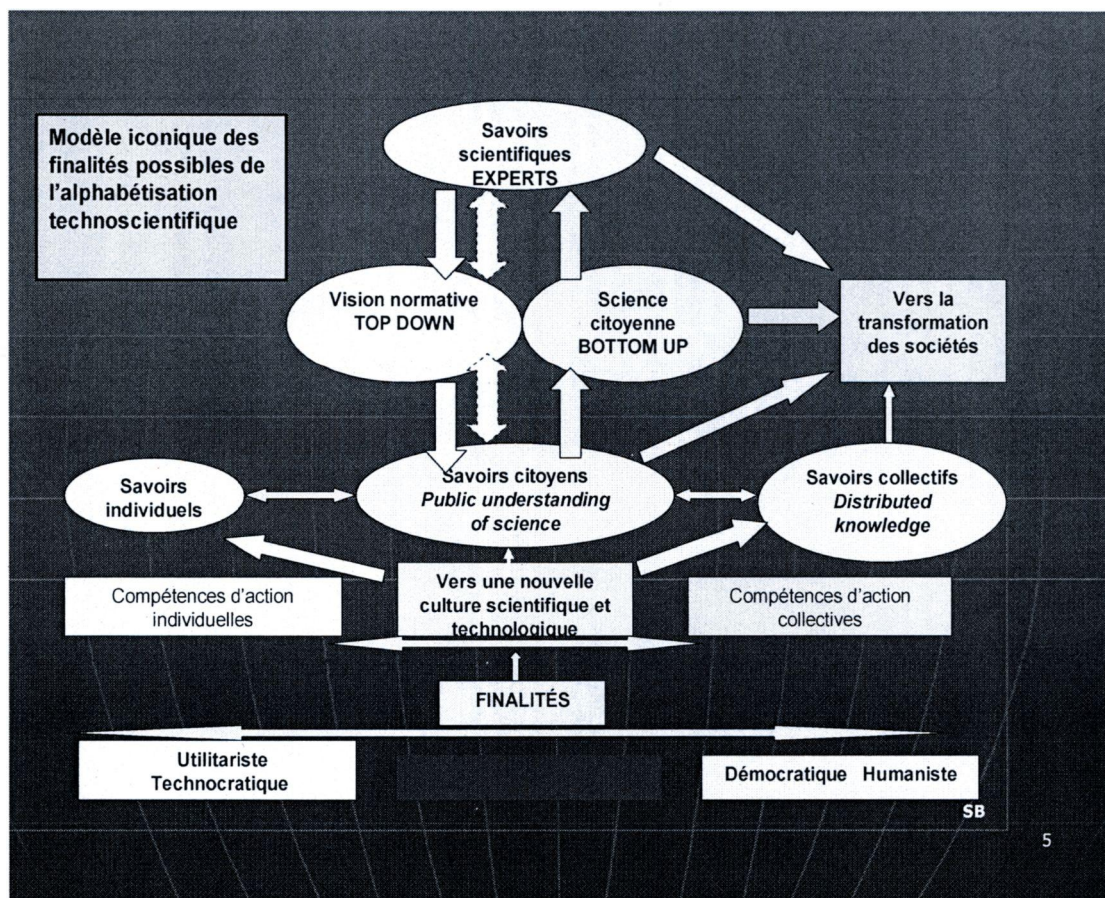 Modèle iconique des
finalités possibles de
l'alphabétisation
technoscientifique
Savoirs
scientifiques
EXPERTS
Vision normative
TOP DOWN
Science
citoyenne
BOTTOM UP
Vers la
transformation
des sociétés
Savoirs
individuels
Savoirs citoyens
Public understanding
of science
Savoirs collectifs
Distributed
knowledge
Compétences d'action
individuelles
Vers une nouvelle
culture scientifique et
technologique
Compétences d'action
collectives
FINALITÉS
Utilitariste
Technocratique
Démocratique Humaniste
SB
5